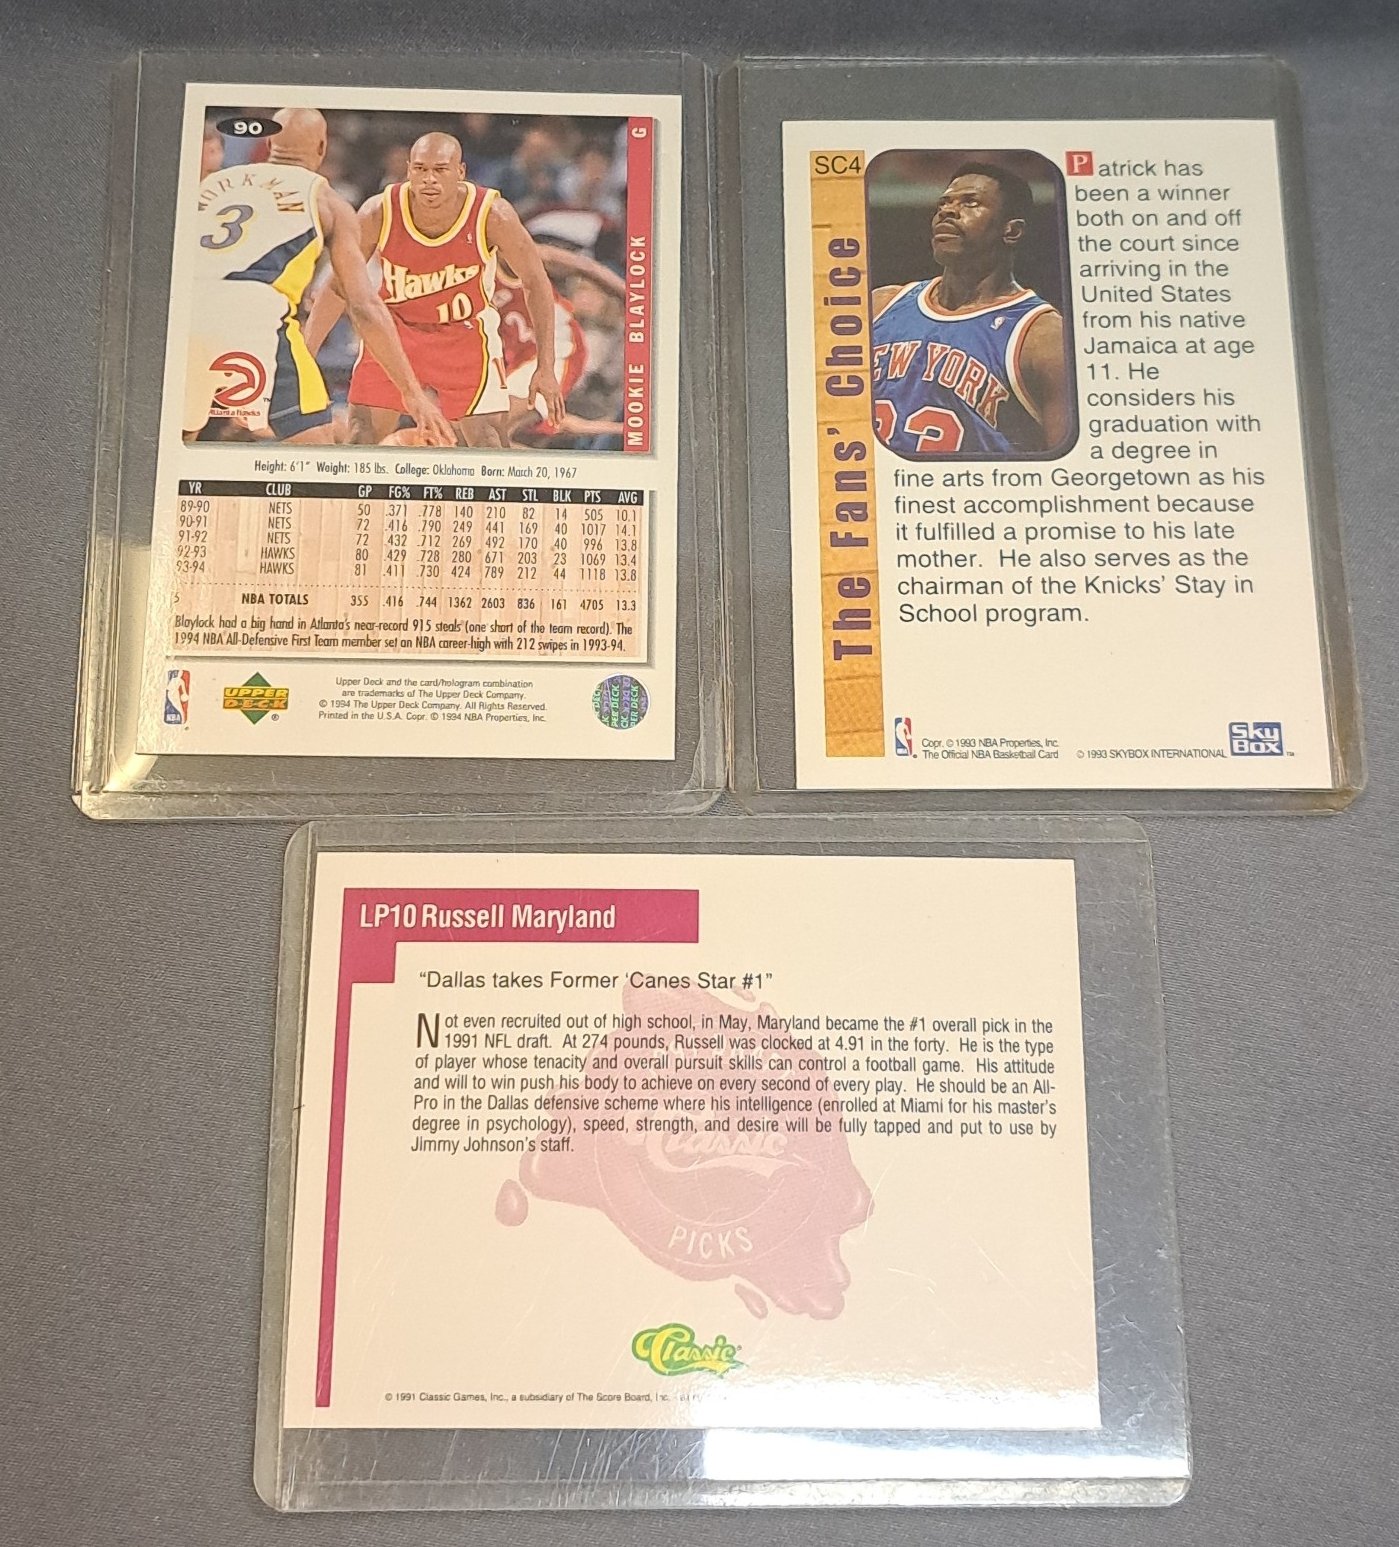 90
WORKMAN
3
Hawks
10
2
Atlanta Hawks
G
MOOKIE BLAYLOCK
Height: 6'1" Weight: 185 lbs. College: Oklahoma Born: March 20, 1967
YR CLUB GP FG% FT% REB AST STL BLK PTS AVG
89-90 NETS 50 .371 .778 140 210 82 14 505 10.1
90-91 NETS 72 .416 .790 249 441 169 40 1017 14.1
91-92 NETS 72 .432 .712 269 492 170 40 996 13.8
92-93 HAWKS 80 .429 .728 280 671 203 23 1069 13.4
93-94 HAWKS 81 .411 .730 424 789 212 44 1118 13.8
5 NBA TOTALS 355 .416 .744 1362 2603 836 161 4705 13.3
Blaylock had a big hand in Atlanta's near-record 915 steals (one short of the team record). The
1994 NBA All-Defensive First Team member set an NBA career-high with 212 swipes in 1993-94.
NBA
UPPER
DECK
®
Upper Deck and the card/hologram combination
are trademarks of The Upper Deck Company.
© 1994 The Upper Deck Company. All Rights Reserved.
Printed in the U.S.A. Copr. © 1994 NBA Properties, Inc.
SC4
The Fans' Choice
NEW YORK
33
Patrick has
been a winner
both on and off
the court since
arriving in the
United States
from his native
Jamaica at age
11. He
considers his
graduation with
a degree in
fine arts from Georgetown as his
finest accomplishment because
it fulfilled a promise to his late
mother. He also serves as the
chairman of the Knicks' Stay in
School program.
NBA
Copr. © 1993 NBA Properties, Inc.
The Official NBA Basketball Card
© 1993 SKYBOX INTERNATIONAL
Sky
Box
TM
LP10 Russell Maryland
"Dallas takes Former 'Canes Star #1"
Not even recruited out of high school, in May, Maryland became the #1 overall pick in the
1991 NFL draft. At 274 pounds, Russell was clocked at 4.91 in the forty. He is the type
of player whose tenacity and overall pursuit skills can control a football game. His attitude
and will to win push his body to achieve on every second of every play. He should be an All-
Pro in the Dallas defensive scheme where his intelligence (enrolled at Miami for his master's
degree in psychology), speed, strength, and desire will be fully tapped and put to use by
Jimmy Johnson's staff.
Classic
PICKS
Classic
© 1991 Classic Games, Inc., a subsidiary of The Score Board, Inc.